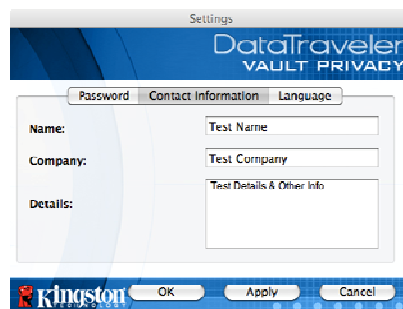 Settings
DataTraveler
VAULT PRIVACY
Password Contact Information Language
Name: Test Name
Company: Test Company
Details: Test Details & Other Info
Kingston OK Apply Cancel
TECHNOLOGY